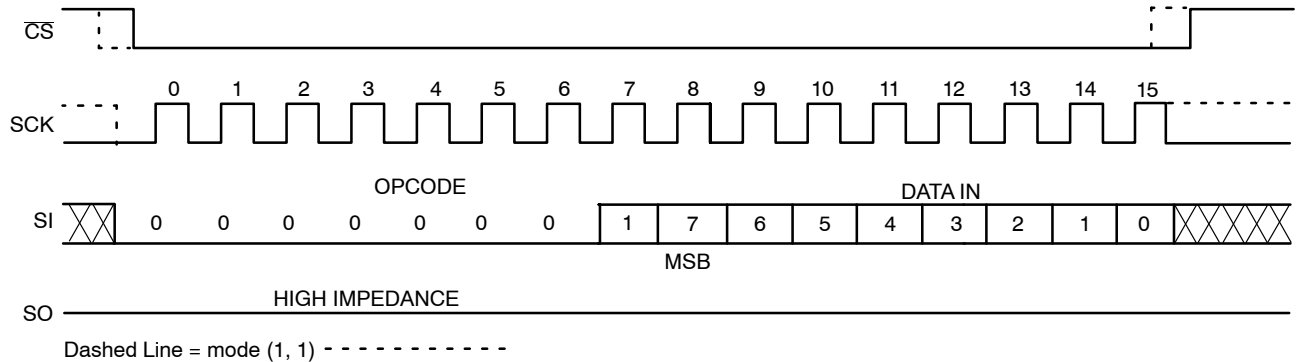 CS
0 1 2 3 4 5 6 7 8 9 10 11 12 13 14 15
SCK
OPCODE DATA IN
SI 0 0 0 0 0 0 0 1 7 6 5 4 3 2 1 0
MSB
HIGH IMPEDANCE
SO
Dashed Line = mode (1, 1)